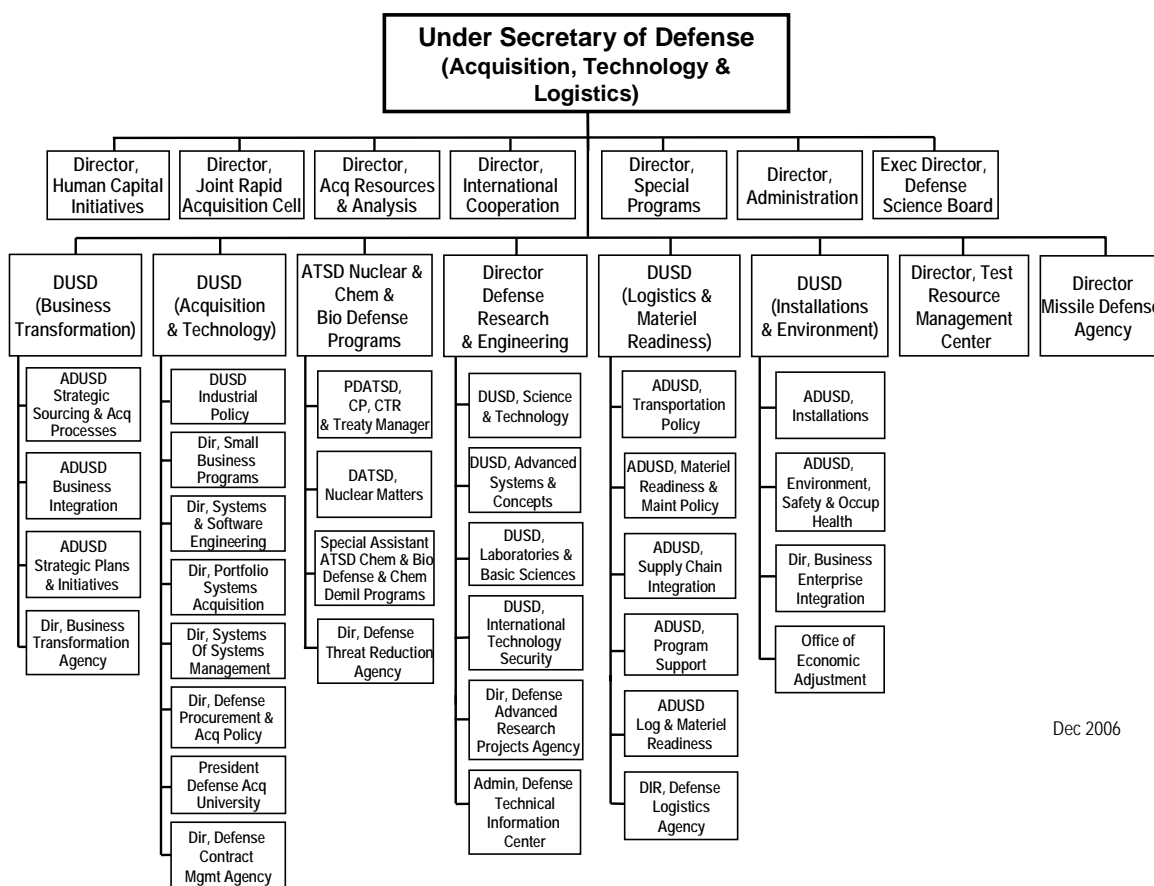 Under Secretary of Defense
(Acquisition, Technology &
Logistics)
Director,
Human Capital
Initiatives
Director,
Joint Rapid
Acquisition Cell
Director,
Acq Resources
& Analysis
Director,
International
Cooperation
Director,
Special
Programs
Director,
Administration
Exec Director,
Defense
Science Board
DUSD
(Business
Transformation)
DUSD
(Acquisition
& Technology)
ATSD Nuclear &
Chem &
Bio Defense
Programs
Director
Defense
Research
& Engineering
DUSD
(Logistics &
Materiel
Readiness)
DUSD
(Installations
& Environment)
Director, Test
Resource
Management
Center
Director
Missile Defense
Agency
ADUSD
Strategic
Sourcing & Acq
Processes
ADUSD
Business
Integration
ADUSD
Strategic Plans
& Initiatives
Dir, Business
Transformation
Agency
DUSD
Industrial
Policy
Dir, Small
Business
Programs
Dir, Systems
& Software
Engineering
Dir, Portfolio
Systems
Acquisition
Dir, Systems
Of Systems
Management
Dir, Defense
Procurement &
Acq Policy
President
Defense Acq
University
Dir, Defense
Contract
Mgmt Agency
PDATSD,
CP, CTR
& Treaty Manager
DATSD,
Nuclear Matters
Special Assistant
ATSD Chem & Bio
Defense & Chem
Demil Programs
Dir, Defense
Threat Reduction
Agency
DUSD, Science
& Technology
DUSD, Advanced
Systems &
Concepts
DUSD,
Laboratories &
Basic Sciences
DUSD,
International
Technology
Security
Dir, Defense
Advanced
Research
Projects Agency
Admin, Defense
Technical
Information
Center
ADUSD,
Transportation
Policy
ADUSD, Materiel
Readiness &
Maint Policy
ADUSD,
Supply Chain
Integration
ADUSD,
Program
Support
ADUSD
Log & Materiel
Readiness
DIR, Defense
Logistics
Agency
ADUSD,
Installations
ADUSD,
Environment,
Safety & Occup
Health
Dir, Business
Enterprise
Integration
Office of
Economic
Adjustment
Dec 2006